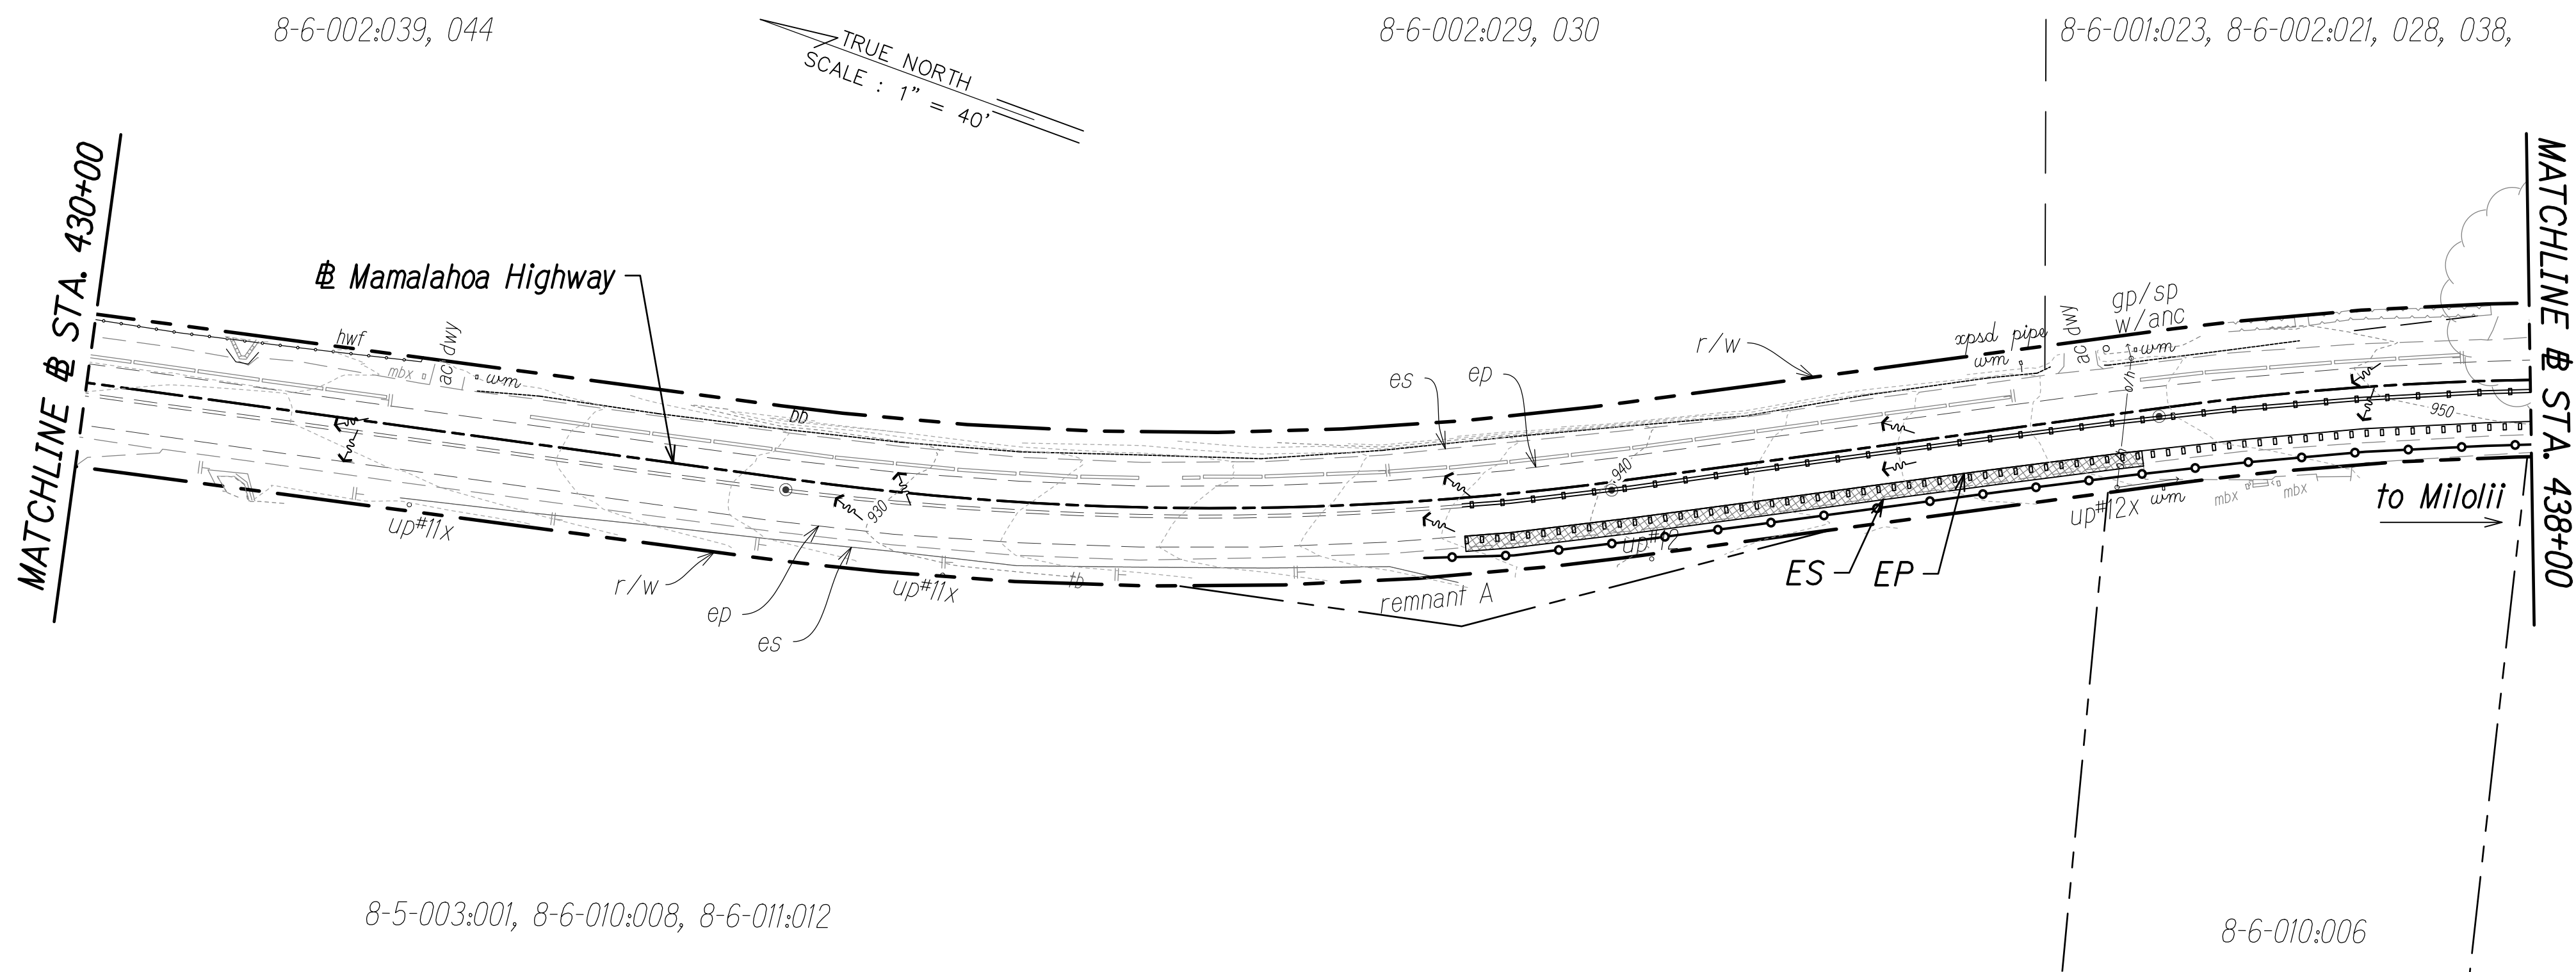 8-6-002:039, 044
8-6-002:029, 030
8-6-001:023, 8-6-002:021, 028, 038,
TRUE NORTH
SCALE : 1" = 40'
MATCHLINE ⅊ STA. 430+00
MATCHLINE ⅊ STA. 438+00
⅊ Mamalahoa Highway
hwf
mbx
ac dwy
wm
bb
es
ep
r/w
xpsd pipe
wm
ac dwy
gp/sp
w/anc
wm
950
940
930
up#11x
r/w
ep
es
up#11x
tb
remnant A
up#12
ES
EP
up#12x
wm
mbx
mbx
to Milolii
8-5-003:001, 8-6-010:008, 8-6-011:012
8-6-010:006